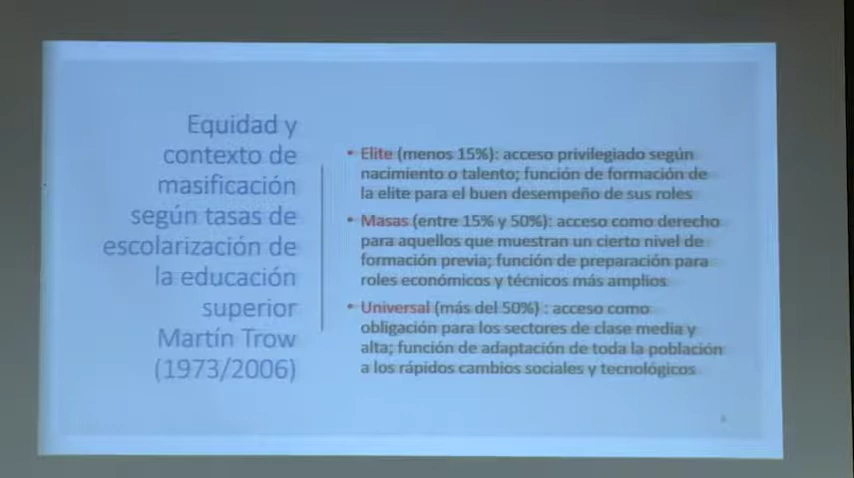 Equidad y
contexto de
masificación
según tasas de
escolarización de
la educación
superior
Martín Trow
(1973/2006)
• Elite (menos 15%): acceso privilegiado según
nacimiento o talento; función de formación de
la elite para el buen desempeño de sus roles
• Masas (entre 15% y 50%): acceso como derecho
para aquellos que muestran un cierto nivel de
formación previa; función de preparación para
roles económicos y técnicos más amplios
• Universal (más del 50%) : acceso como
obligación para los sectores de clase media y
alta; función de adaptación de toda la población
a los rápidos cambios sociales y tecnológicos